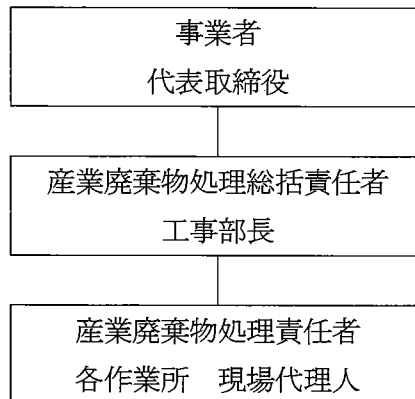 事業者
代表取締役
産業廃棄物処理総括責任者
工事部長
産業廃棄物処理責任者
各作業所　現場代理人